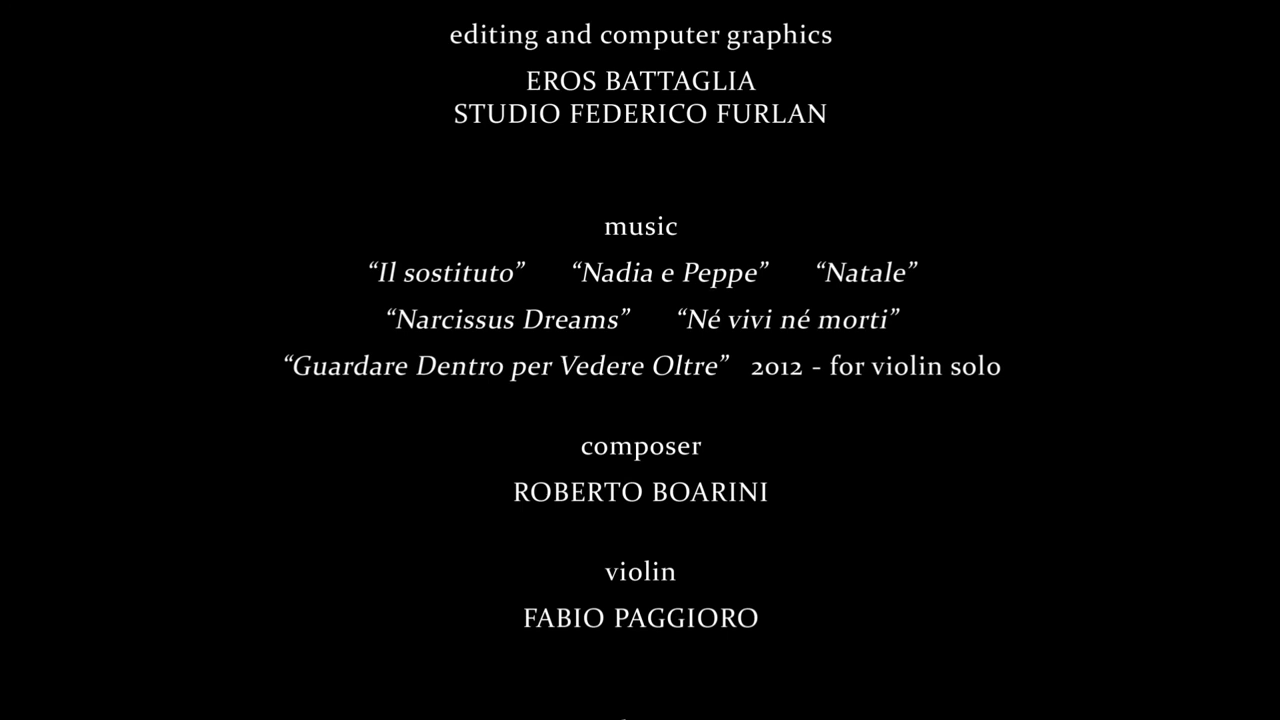 editing and computer graphics
EROS BATTAGLIA
STUDIO FEDERICO FURLAN
music
“Il sostituto” “Nadia e Peppe” “Natale”
“Narcissus Dreams” “Né vivi né morti”
“Guardare Dentro per Vedere Oltre” 2012 - for violin solo
composer
ROBERTO BOARINI
violin
FABIO PAGGIORO